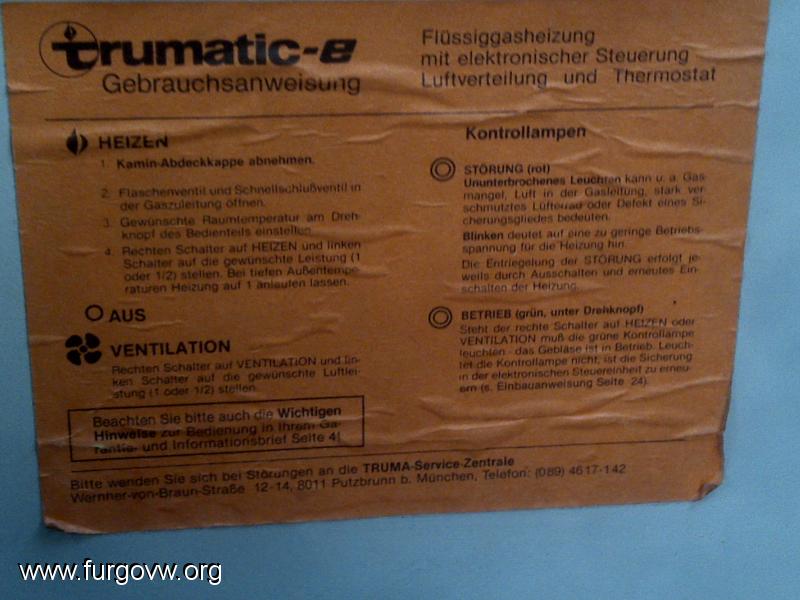 trumatic-e
Gebrauchsanweisung
Flüssiggasheizung
mit elektronischer Steuerung
Luftverteilung und Thermostat
HEIZEN
1. Kamin-Abdeckkappe abnehmen.
2. Flaschenventil und Schnellschlußventil in
der Gaszuleitung öffnen.
3. Gewünschte Raumtemperatur am Dreh-
knopf des Bedienteils einstellen.
4. Rechten Schalter auf HEIZEN und linken
Schalter auf die gewünschte Leistung (1
oder 1/2) stellen. Bei tiefen Außentempe-
raturen Heizung auf 1 anlaufen lassen.
AUS
VENTILATION
Rechten Schalter auf VENTILATION und lin-
ken Schalter auf die gewünschte Luftlei-
stung (1 oder 1/2) stellen.
Beachten Sie bitte auch die Wichtigen
Hinweise zur Bedienung in Ihrem Ga-
rantie- und Informationsbrief Seite 4!
Kontrollampen
STÖRUNG (rot)
Ununterbrochenes Leuchten kann u. a. Gas-
mangel, Luft in der Gasleitung, stark ver-
schmutztes Lüfterrad oder Defekt eines Si-
cherungsgliedes bedeuten.
Blinken deutet auf eine zu geringe Betriebs-
spannung für die Heizung hin.
Die Entriegelung der STÖRUNG erfolgt je-
weils durch Ausschalten und erneutes Ein-
schalten der Heizung.
BETRIEB (grün, unter Drehknopf)
Steht der rechte Schalter auf HEIZEN oder
VENTILATION muß die grüne Kontrollampe
leuchten - das Gebläse ist in Betrieb. Leuch-
tet die Kontrollampe nicht, ist die Sicherung
in der elektronischen Steuereinheit zu erneu-
ern (s. Einbauanweisung Seite 24).
Bitte wenden Sie sich bei Störungen an die TRUMA-Service-Zentrale
Wernher-von-Braun-Straße 12-14, 8011 Putzbrunn b. München, Telefon: (089) 4617-142
www.furgovw.org